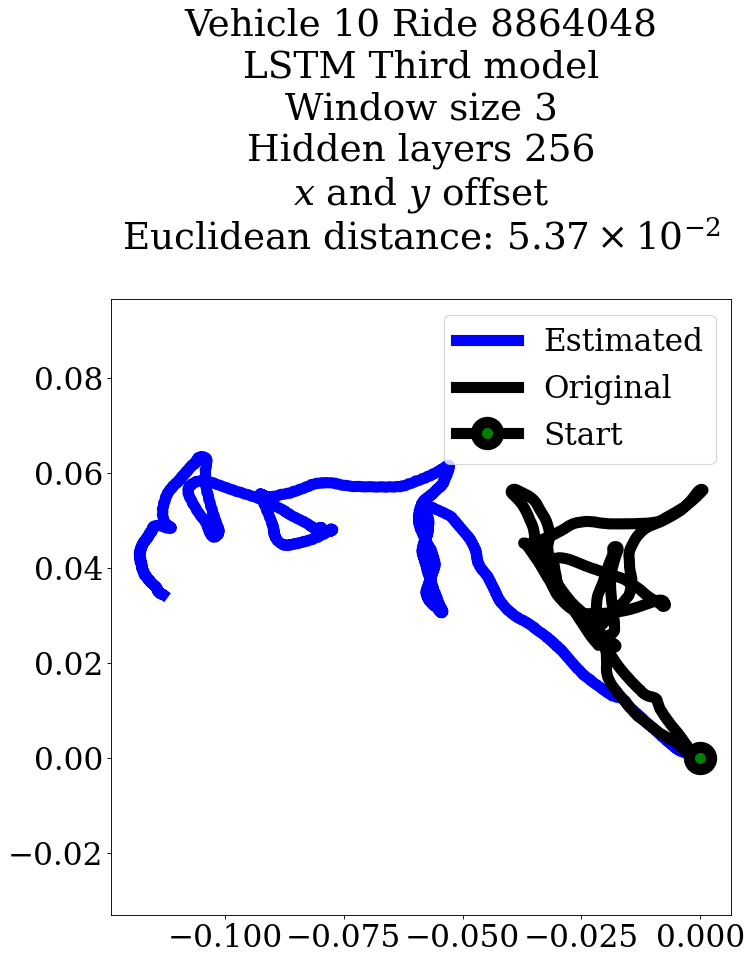 Vehicle 10 Ride 8864048
LSTM Third model
Window size 3
Hidden layers 256
x and y offset
Euclidean distance: 5.37 × 10⁻²
Estimated
Original
Start
0.08
0.06
0.04
0.02
0.00
−0.02
−0.100 −0.075 −0.050 −0.025 0.000